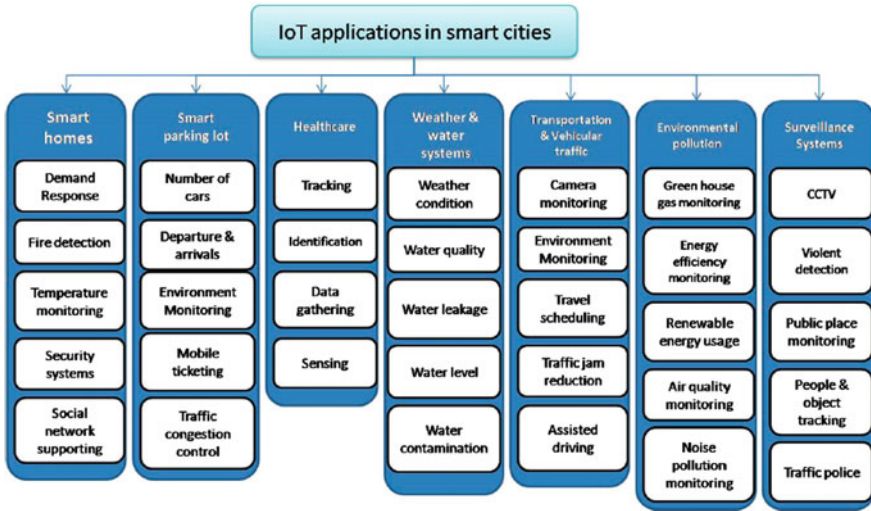 IoT applications in smart cities
Smart
homes
Demand
Response
Fire detection
Temperature
monitoring
Security
systems
Social
network
supporting
Smart
parking lot
Number of
cars
Departure &
arrivals
Environment
Monitoring
Mobile
ticketing
Traffic
congestion
control
Healthcare
Tracking
Identification
Data
gathering
Sensing
Weather &
water
systems
Weather
condition
Water quality
Water leakage
Water level
Water
contamination
Transportation
& Vehicular
traffic
Camera
monitoring
Environment
Monitoring
Travel
scheduling
Traffic jam
reduction
Assisted
driving
Environmental
pollution
Green house
gas monitoring
Energy
efficiency
monitoring
Renewable
energy usage
Air quality
monitoring
Noise
pollution
monitoring
Surveillance
Systems
CCTV
Violent
detection
Public place
monitoring
People &
object
tracking
Traffic police